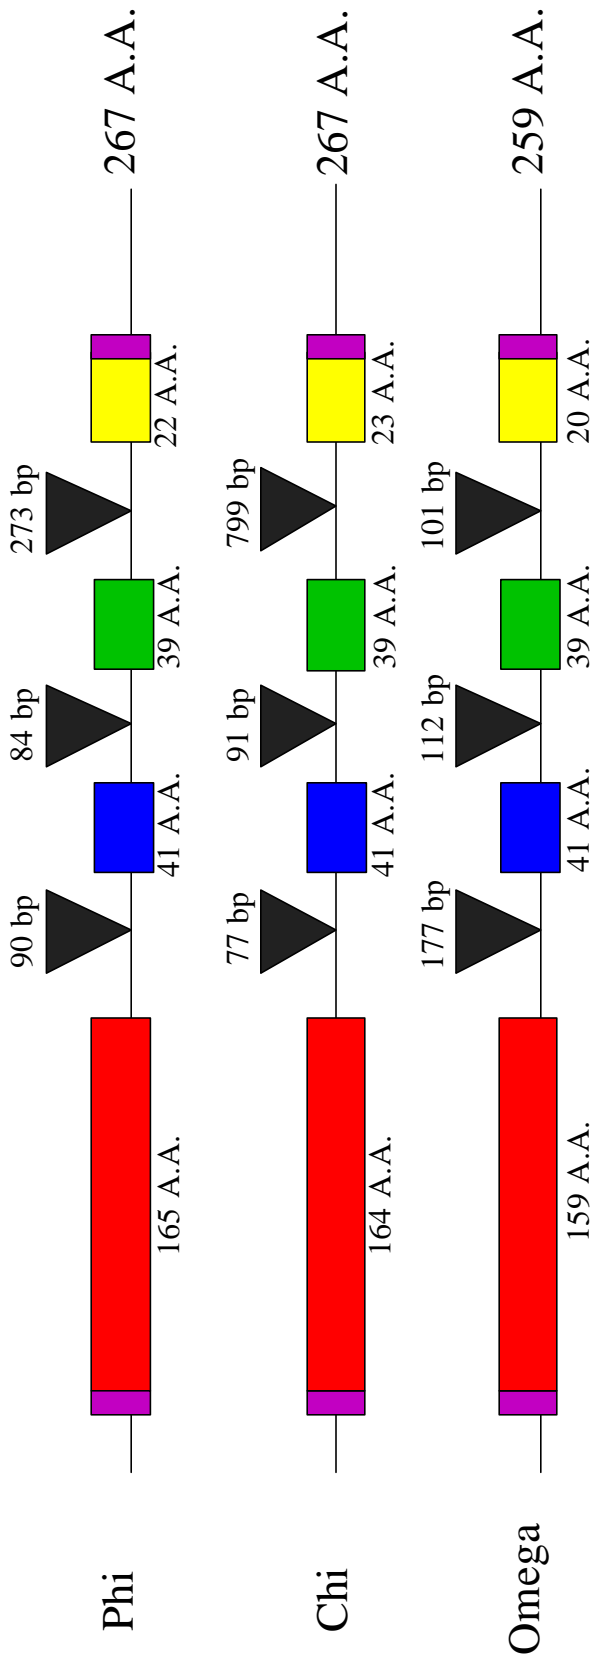 Phi
90 bp
84 bp
273 bp
165 A.A.
41 A.A.
39 A.A.
22 A.A.
267 A.A.
Chi
77 bp
91 bp
799 bp
164 A.A.
41 A.A.
39 A.A.
23 A.A.
267 A.A.
Omega
177 bp
112 bp
101 bp
159 A.A.
41 A.A.
39 A.A.
20 A.A.
259 A.A.